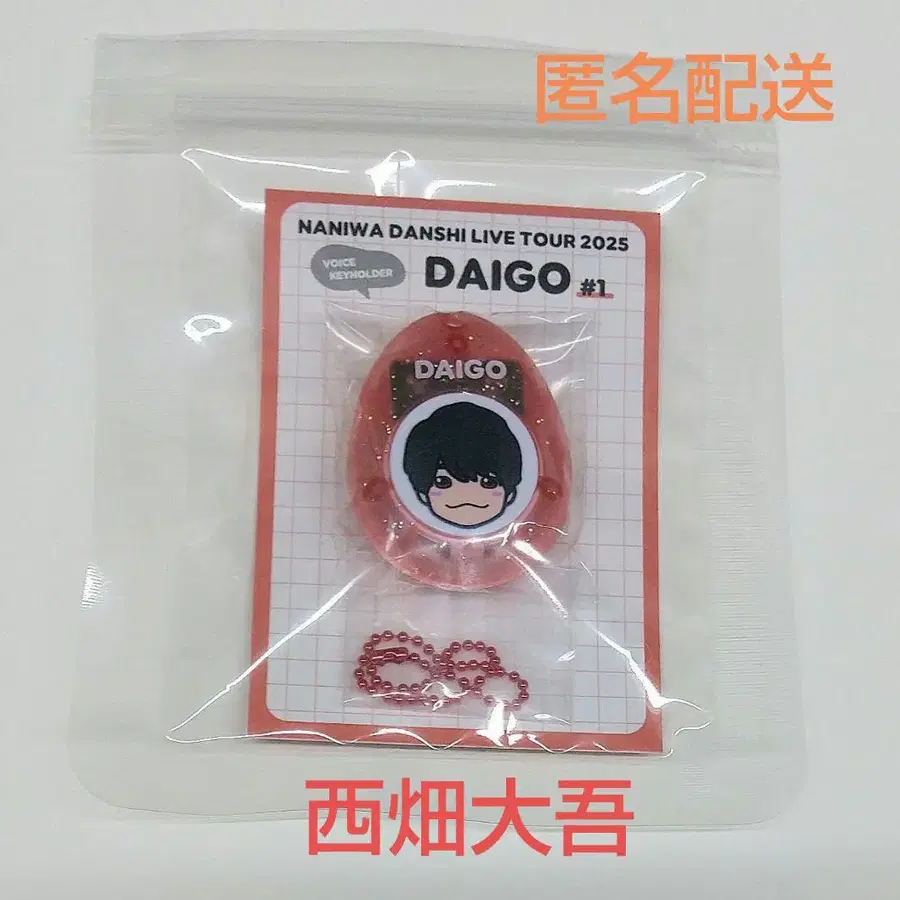 匿名配送
NANIWA DANSHI LIVE TOUR 2025
VOICE
KEYHOLDER
DAIGO #1
DAIGO
西畑大吾